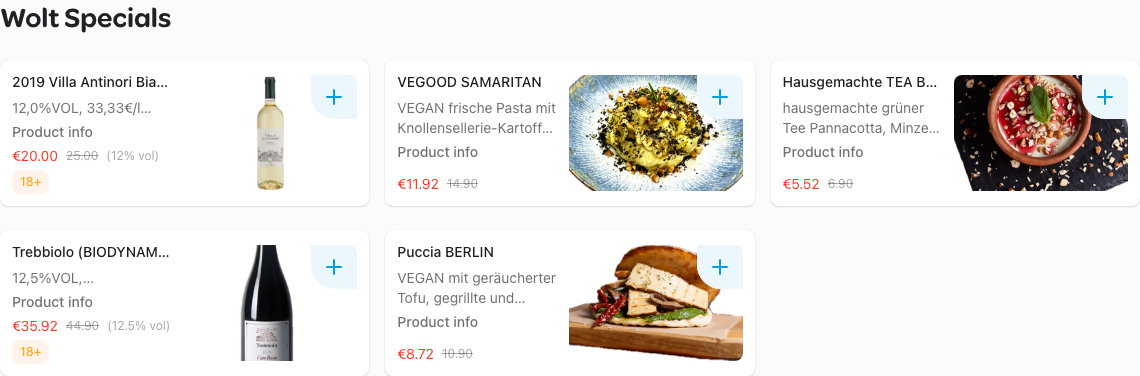 Wolt Specials
2019 Villa Antinori Bia...
12,0%VOL, 33,33€/l...
Product info
€20.00 25.00 (12% vol)
18+
VEGOOD SAMARITAN
VEGAN frische Pasta mit
Knollensellerie-Kartoff...
Product info
€11.92 14.90
Hausgemachte TEA B...
hausgemachte grüner
Tee Pannacotta, Minze...
Product info
€5.52 6.90
Trebbiolo (BIODYNAM...
12,5%VOL,...
Product info
€35.92 44.90 (12.5% vol)
18+
Puccia BERLIN
VEGAN mit geräucherter
Tofu, gegrillte und...
Product info
€8.72 10.90